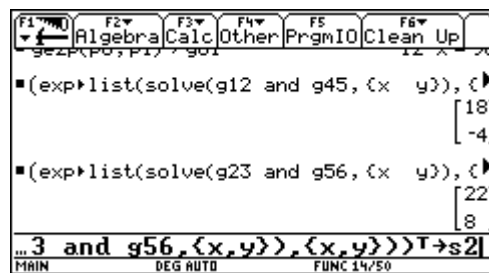 F1 F2 F3 F4 F5 F6
Algebra Calc Other PrgmIO Clean Up
■(exp▶list(solve(g12 and g45,{x y}),{▶
[18
-4
■(exp▶list(solve(g23 and g56,{x y}),{▶
[22
8
…3 and g56,{x,y}),{x,y}))ᵀ→s2
MAIN DEG AUTO FUNC 14/50